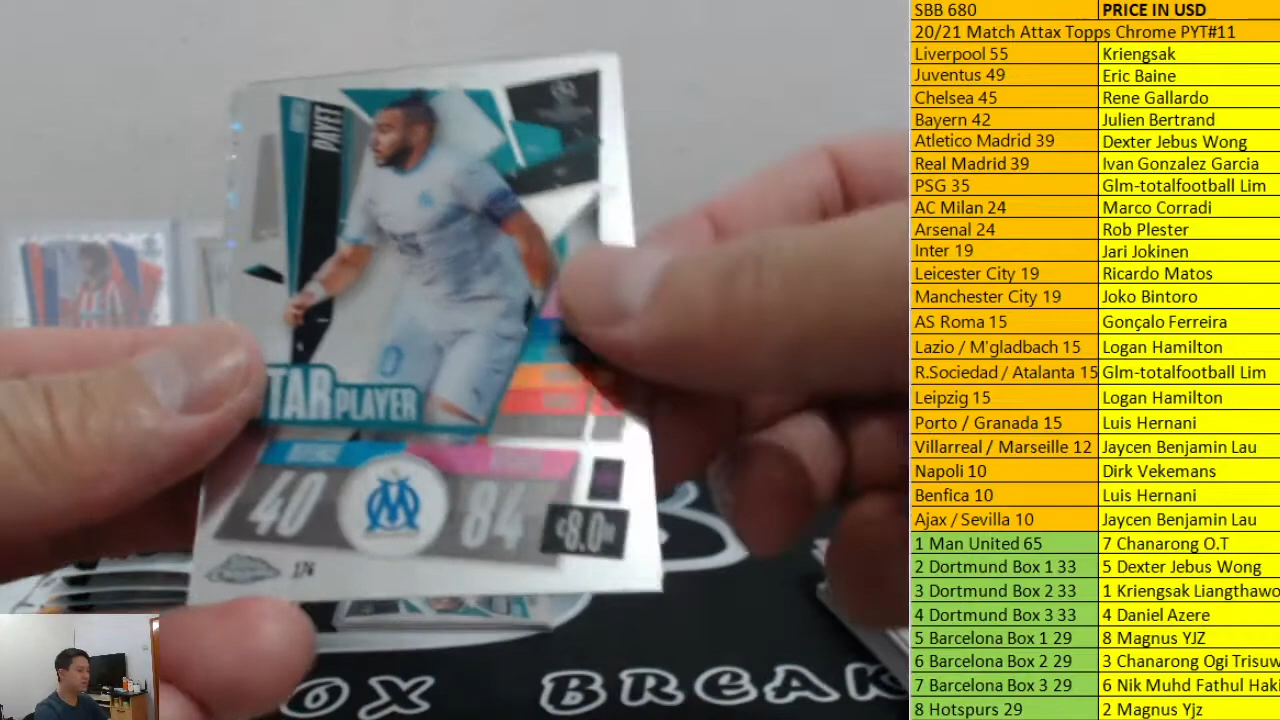 PAYET
TAR PLAYER
40
84
€8.0M
Chrome
174
OX BREAK
SBB 680 PRICE IN USD
20/21 Match Attax Topps Chrome PYT#11
Liverpool 55 Kriengsak
Juventus 49 Eric Baine
Chelsea 45 Rene Gallardo
Bayern 42 Julien Bertrand
Atletico Madrid 39 Dexter Jebus Wong
Real Madrid 39 Ivan Gonzalez Garcia
PSG 35 Glm-totalfootball Lim
AC Milan 24 Marco Corradi
Arsenal 24 Rob Plester
Inter 19 Jari Jokinen
Leicester City 19 Ricardo Matos
Manchester City 19 Joko Bintoro
AS Roma 15 Gonçalo Ferreira
Lazio / M'gladbach 15 Logan Hamilton
R.Sociedad / Atalanta 15 Glm-totalfootball Lim
Leipzig 15 Logan Hamilton
Porto / Granada 15 Luis Hernani
Villarreal / Marseille 12 Jaycen Benjamin Lau
Napoli 10 Dirk Vekemans
Benfica 10 Luis Hernani
Ajax / Sevilla 10 Jaycen Benjamin Lau
1 Man United 65 7 Chanarong O.T
2 Dortmund Box 1 33 5 Dexter Jebus Wong
3 Dortmund Box 2 33 1 Kriengsak Liangthawo
4 Dortmund Box 3 33 4 Daniel Azere
5 Barcelona Box 1 29 8 Magnus YJZ
6 Barcelona Box 2 29 3 Chanarong Ogi Trisuw
7 Barcelona Box 3 29 6 Nik Muhd Fathul Haki
8 Hotspurs 29 2 Magnus Yjz